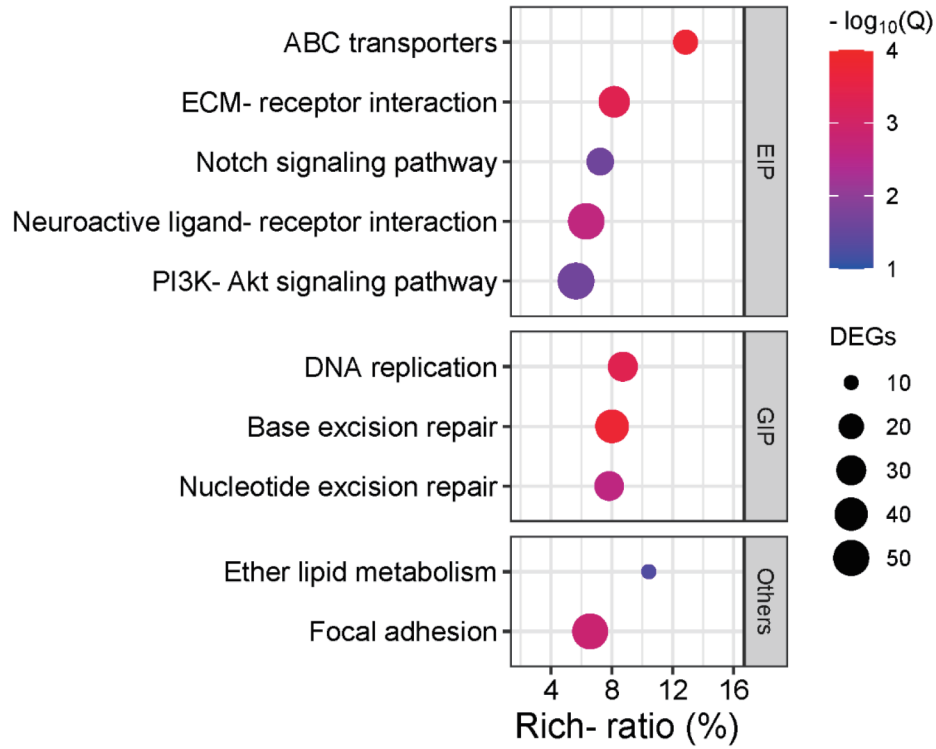 ABC transporters
ECM- receptor interaction
Notch signaling pathway
Neuroactive ligand- receptor interaction
PI3K- Akt signaling pathway
EIP
DNA replication
Base excision repair
Nucleotide excision repair
GIP
Ether lipid metabolism
Focal adhesion
Others
4 8 12 16
Rich- ratio (%)
- log₁₀(Q)
4
3
2
1
DEGs
10
20
30
40
50